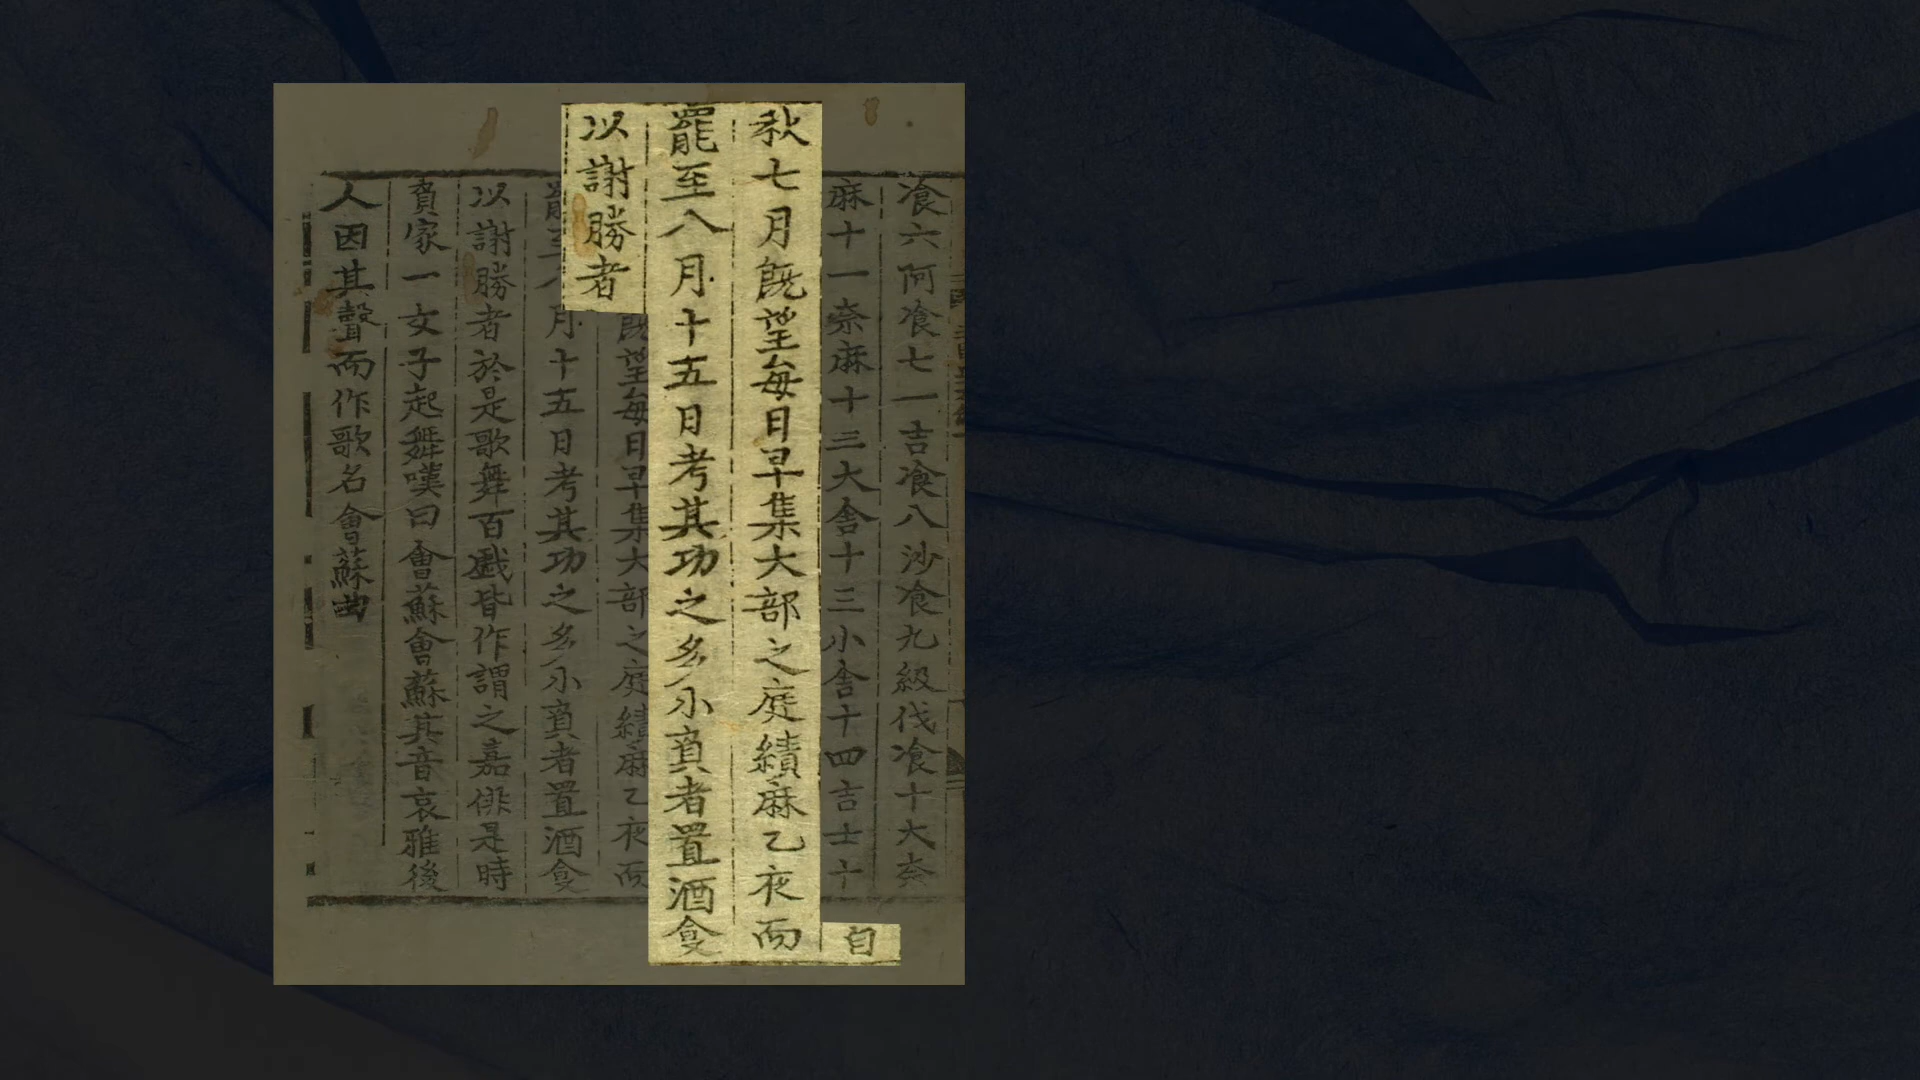 自
秋七月既望每日早集大部之庭績麻乙夜而
罷至八月十五日考其功之多小負者置酒食
以謝勝者
飡六阿飡七一吉飡八沙飡九級伐飡十大奈
麻十一奈麻十三大舍十三小舍十四吉士十
既望每日早集大部之庭績麻乙夜而
罷至八月十五日考其功之多小負者置酒食
以謝勝者於是歌舞百戲皆作謂之嘉俳是時
負家一女子起舞嘆曰會蘇會蘇其音哀雅後
人因其聲而作歌名會蘇曲